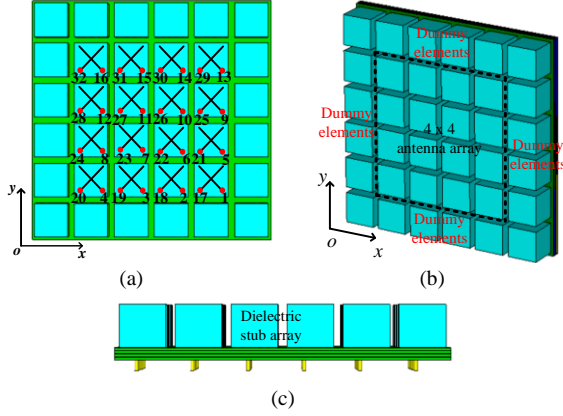 32 16 31 15 30 14 29 13
28 12 27 11 26 10 25 9
24 8 23 7 22 6 21 5
20 4 19 3 18 2 17 1
y
o
x
(a)
Dummy
elements
Dummy
elements
4 x 4
antenna array
Dummy
elements
Dummy
elements
y
o
x
(b)
Dielectric
stub array
(c)